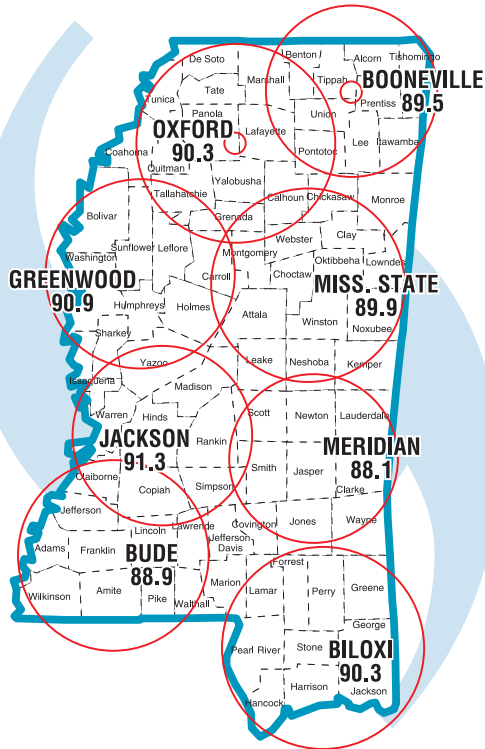 Benton
Alcorn
Tishomingo
De Soto
Marshall
Tippah
BOONEVILLE
89.5
Tate
Prentiss
Tunica
Panola
Union
OXFORD
90.3
Lafayette
Lee
Itawamba
Pontotoc
Coahoma
Quitman
Yalobusha
Tallahatchie
Calhoun
Chickasaw
Monroe
Bolivar
Grenada
Clay
Webster
Sunflower
Leflore
Montgomery
Washington
Oktibbeha
Lowndes
GREENWOOD
90.9
Carroll
Choctaw
MISS. STATE
89.9
Humphreys
Holmes
Attala
Winston
Noxubee
Sharkey
Yazoo
Leake
Neshoba
Kemper
Issaquena
Madison
Warren
Hinds
Scott
Newton
Lauderdale
JACKSON
91.3
Rankin
MERIDIAN
88.1
Smith
Jasper
Claiborne
Copiah
Simpson
Clarke
Jefferson
Lincoln
Lawrence
Covington
Jones
Wayne
Jefferson
Davis
Adams
Franklin
BUDE
88.9
Forrest
Marion
Lamar
Perry
Greene
Wilkinson
Amite
Pike
Walthall
George
Pearl River
Stone
BILOXI
90.3
Harrison
Jackson
Hancock